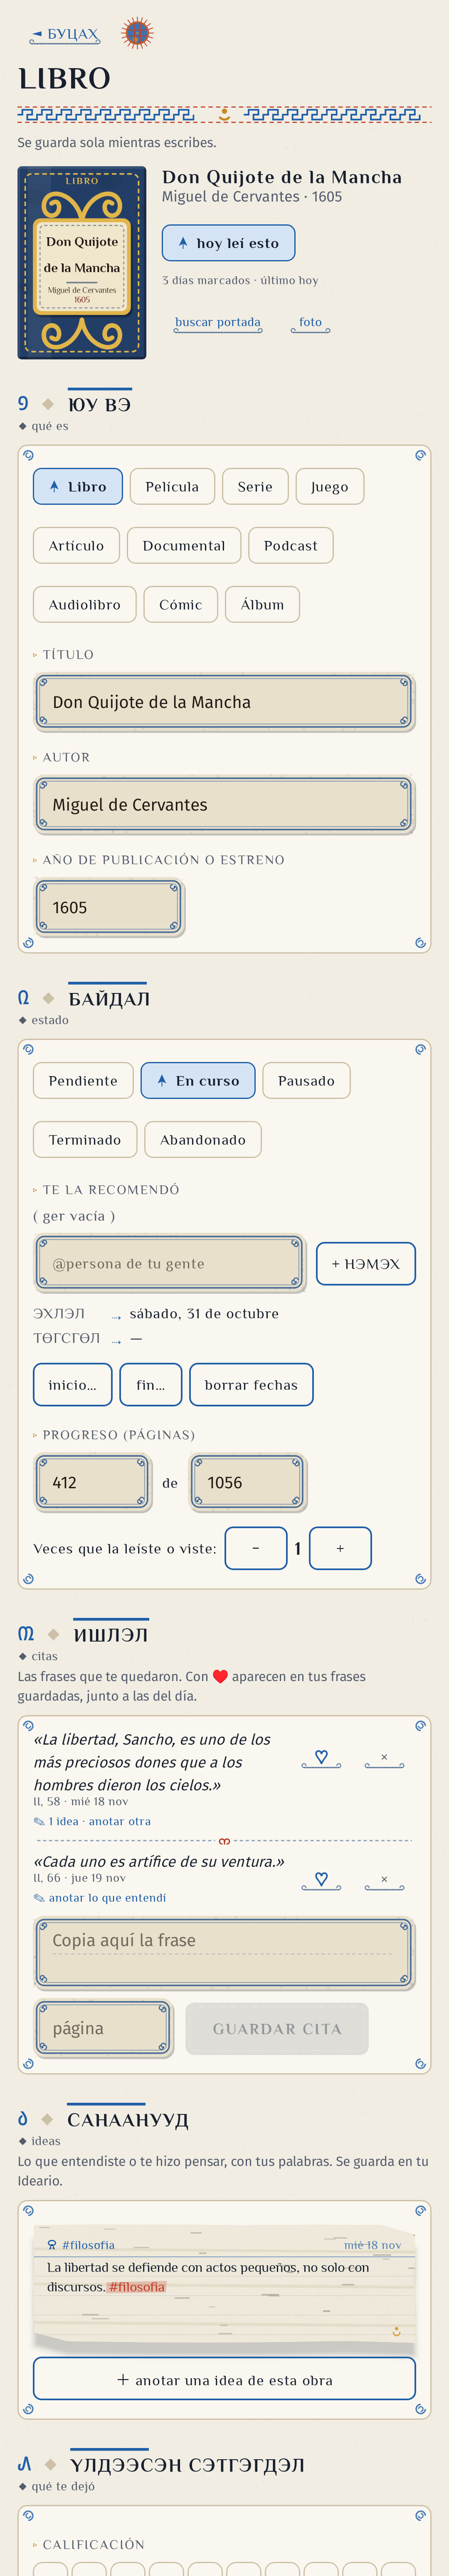 ◄ БУЦАХ
LIBRO
Se guarda sola mientras escribes.
LIBRO
Don Quijote
de la Mancha
Miguel de Cervantes
1605
Don Quijote de la Mancha
Miguel de Cervantes · 1605
hoy leí esto
3 días marcados · último hoy
buscar portada foto
ЮУ ВЭ
◆ qué es
Libro Película Serie Juego
Artículo Documental Podcast
Audiolibro Cómic Álbum
▹ TÍTULO
Don Quijote de la Mancha
▹ AUTOR
Miguel de Cervantes
▹ AÑO DE PUBLICACIÓN O ESTRENO
1605
БАЙДАЛ
◆ estado
Pendiente En curso Pausado
Terminado Abandonado
▹ TE LA RECOMENDÓ
( ger vacía )
@persona de tu gente + НЭМЭХ
ЭХЛЭЛ → sábado, 31 de octubre
ТӨГСГӨЛ → —
inicio… fin… borrar fechas
▹ PROGRESO (PÁGINAS)
412 de 1056
Veces que la leíste o viste: − 1 +
ИШЛЭЛ
◆ citas
Las frases que te quedaron. Con ❤ aparecen en tus frases
guardadas, junto a las del día.
«La libertad, Sancho, es uno de los
más preciosos dones que a los
hombres dieron los cielos.»
♡ ×
II, 58 · mié 18 nov
✎ 1 idea · anotar otra
«Cada uno es artífice de su ventura.»
♡ ×
II, 66 · jue 19 nov
✎ anotar lo que entendí
Copia aquí la frase
página GUARDAR CITA
САНААНУУД
◆ ideas
Lo que entendiste o te hizo pensar, con tus palabras. Se guarda en tu
Ideario.
#filosofia mié 18 nov
La libertad se defiende con actos pequeños, no solo con
discursos. #filosofia
+ anotar una idea de esta obra
ҮЛДЭЭСЭН СЭТГЭГДЭЛ
◆ qué te dejó
▹ CALIFICACIÓN